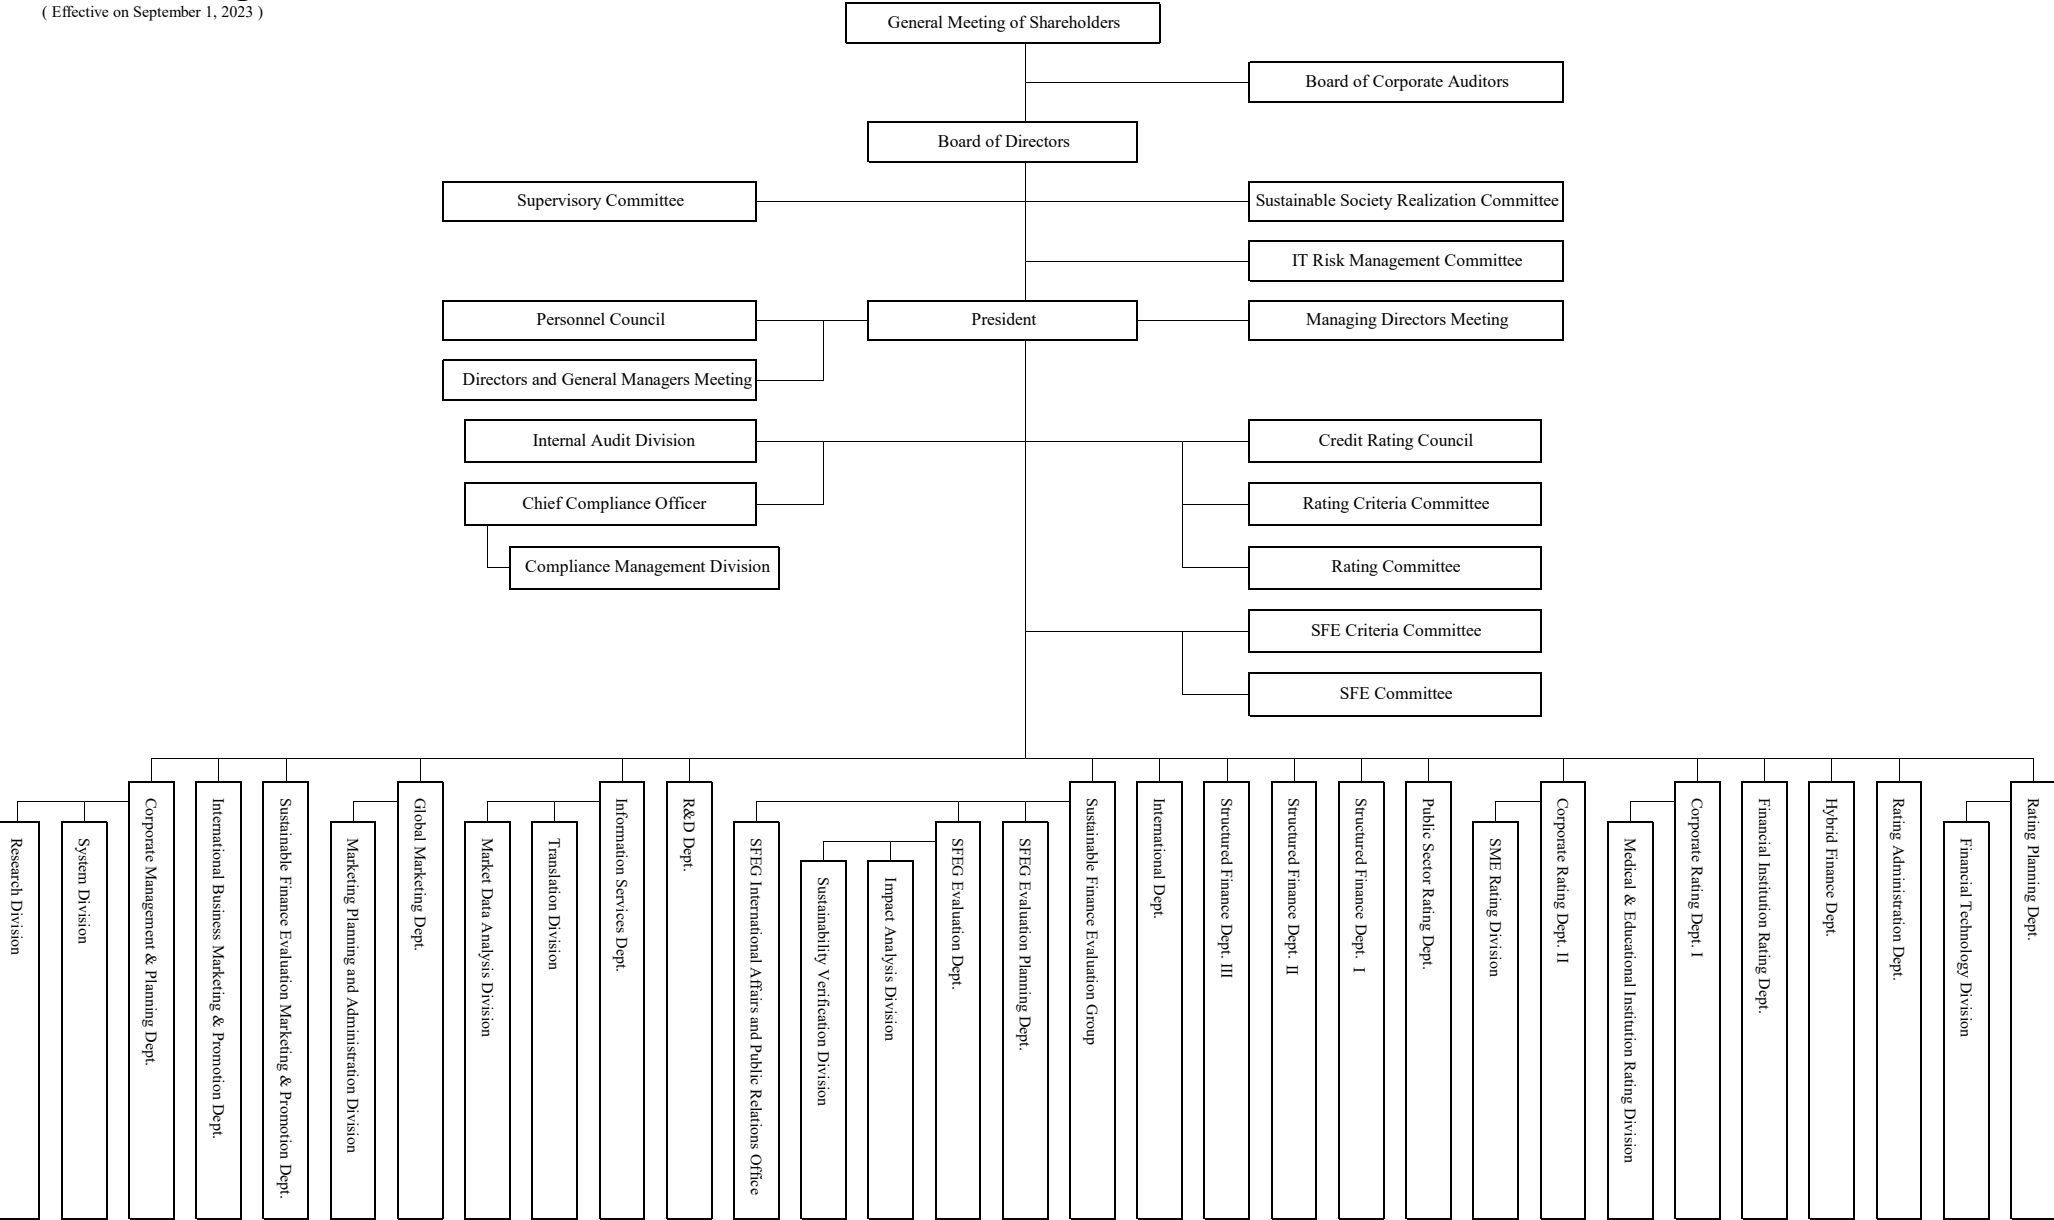 ( Effective on September 1, 2023 )
General Meeting of Shareholders
Board of Corporate Auditors
Board of Directors
Supervisory Committee
Sustainable Society Realization Committee
IT Risk Management Committee
Personnel Council
President
Managing Directors Meeting
Directors and General Managers Meeting
Internal Audit Division
Credit Rating Council
Chief Compliance Officer
Rating Criteria Committee
Compliance Management Division
Rating Committee
SFE Criteria Committee
SFE Committee
Research Division
System Division
Corporate Management & Planning Dept.
International Business Marketing & Promotion Dept.
Sustainable Finance Evaluation Marketing & Promotion Dept.
Marketing Planning and Administration Division
Global Marketing Dept.
Market Data Analysis Division
Translation Division
Information Services Dept.
R&D Dept.
SFEG International Affairs and Public Relations Office
Sustainability Verification Division
Impact Analysis Division
SFEG Evaluation Dept.
SFEG Evaluation Planning Dept.
Sustainable Finance Evaluation Group
International Dept.
Structured Finance Dept. III
Structured Finance Dept. II
Structured Finance Dept. I
Public Sector Rating Dept.
SME Rating Division
Corporate Rating Dept. II
Medical & Educational Institution Rating Division
Corporate Rating Dept. I
Financial Institution Rating Dept.
Hybrid Finance Dept.
Rating Administration Dept.
Financial Technology Division
Rating Planning Dept.